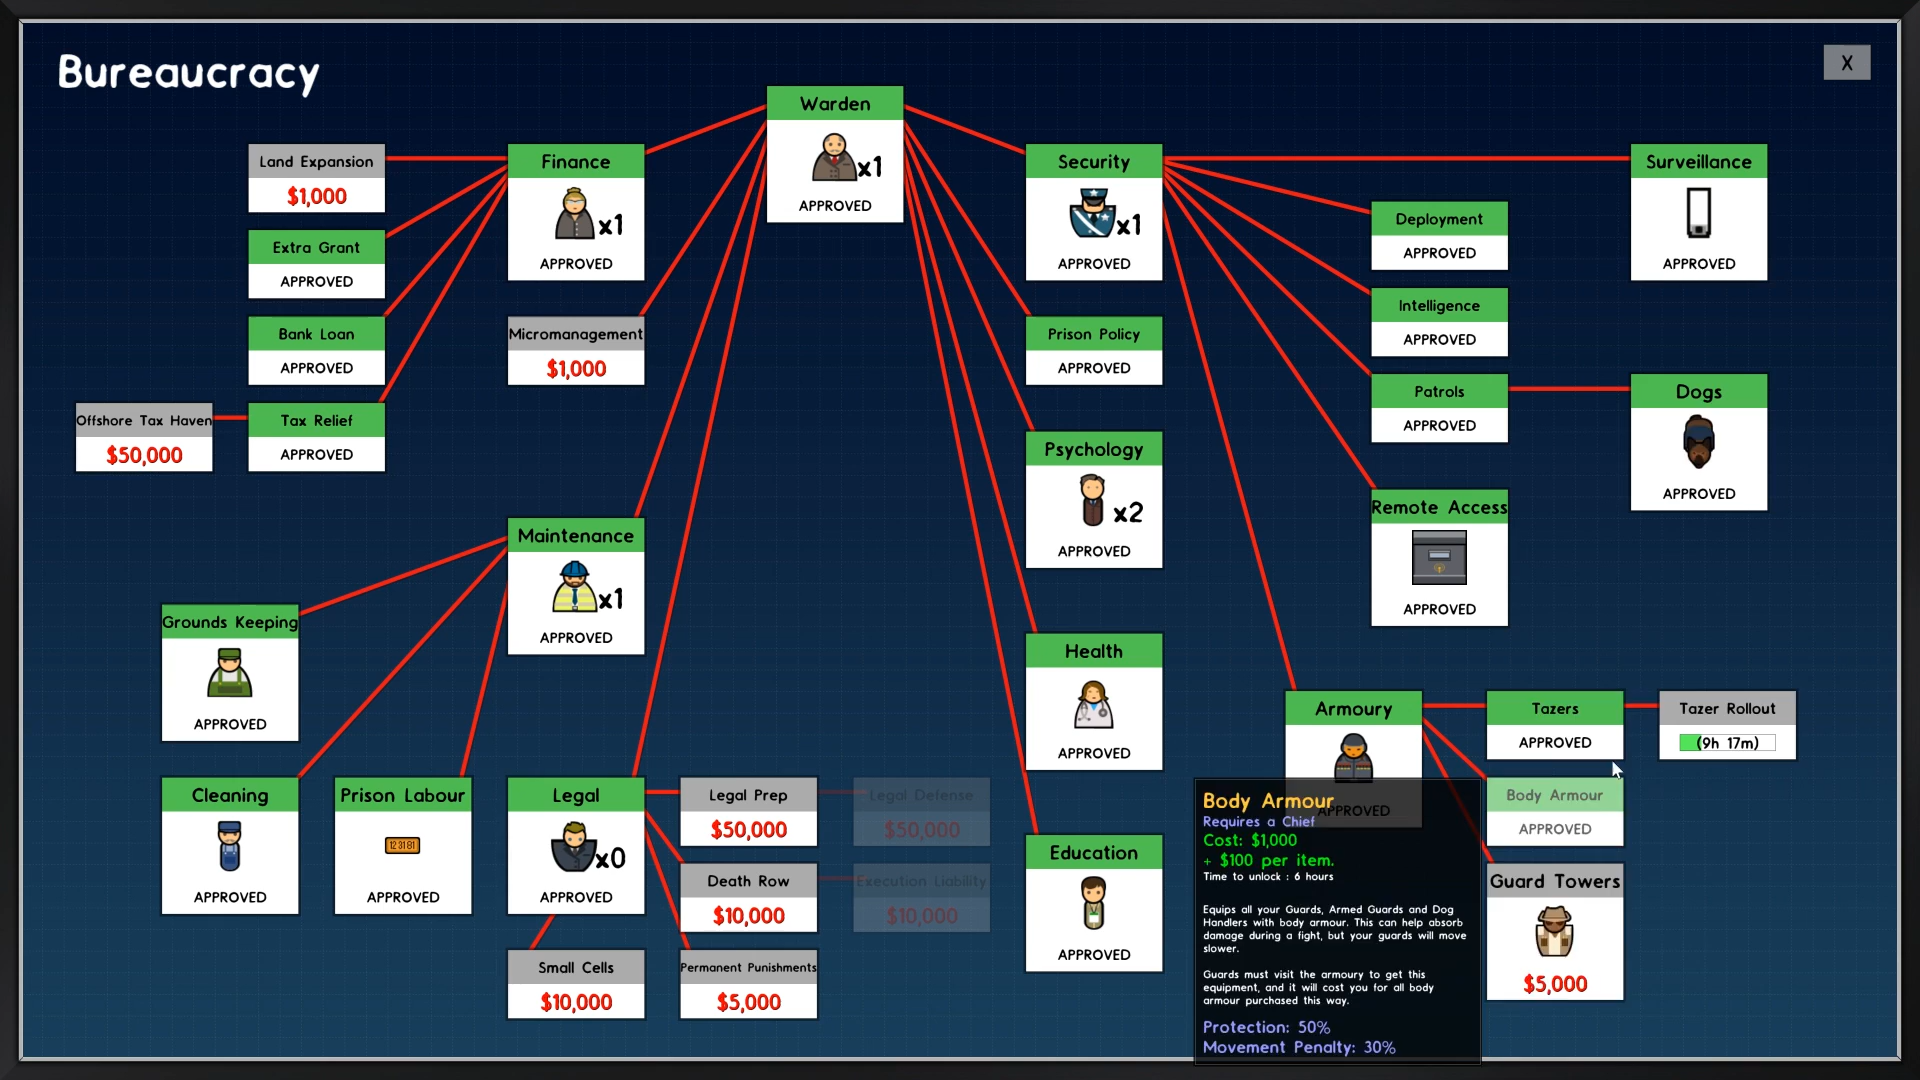 Bureaucracy
X
Warden
x1
APPROVED
Land Expansion
$1,000
Finance
x1
APPROVED
Security
x1
APPROVED
Surveillance
APPROVED
Extra Grant
APPROVED
Deployment
APPROVED
Bank Loan
APPROVED
Micromanagement
$1,000
Prison Policy
APPROVED
Intelligence
APPROVED
Offshore Tax Haven
$50,000
Tax Relief
APPROVED
Patrols
APPROVED
Dogs
APPROVED
Psychology
x2
APPROVED
Remote Access
APPROVED
Maintenance
x1
APPROVED
Grounds Keeping
APPROVED
Health
APPROVED
Armoury
APPROVED
Tazers
APPROVED
Tazer Rollout
(9h 17m)
Cleaning
APPROVED
Prison Labour
12 31 81
APPROVED
Legal
x0
APPROVED
Legal Prep
$50,000
Legal Defense
$50,000
Death Row
$10,000
Execution Liability
$10,000
Small Cells
$10,000
Permanent Punishments
$5,000
Education
APPROVED
Body Armour
APPROVED
Guard Towers
$5,000
Body Armour
Requires a Chief
Cost: $1,000
+ $100 per item.
Time to unlock : 6 hours
Equips all your Guards, Armed Guards and Dog
Handlers with body armour. This can help absorb
damage during a fight, but your guards will move
slower.
Guards must visit the armoury to get this
equipment, and it will cost you for all body
armour purchased this way.
Protection: 50%
Movement Penalty: 30%